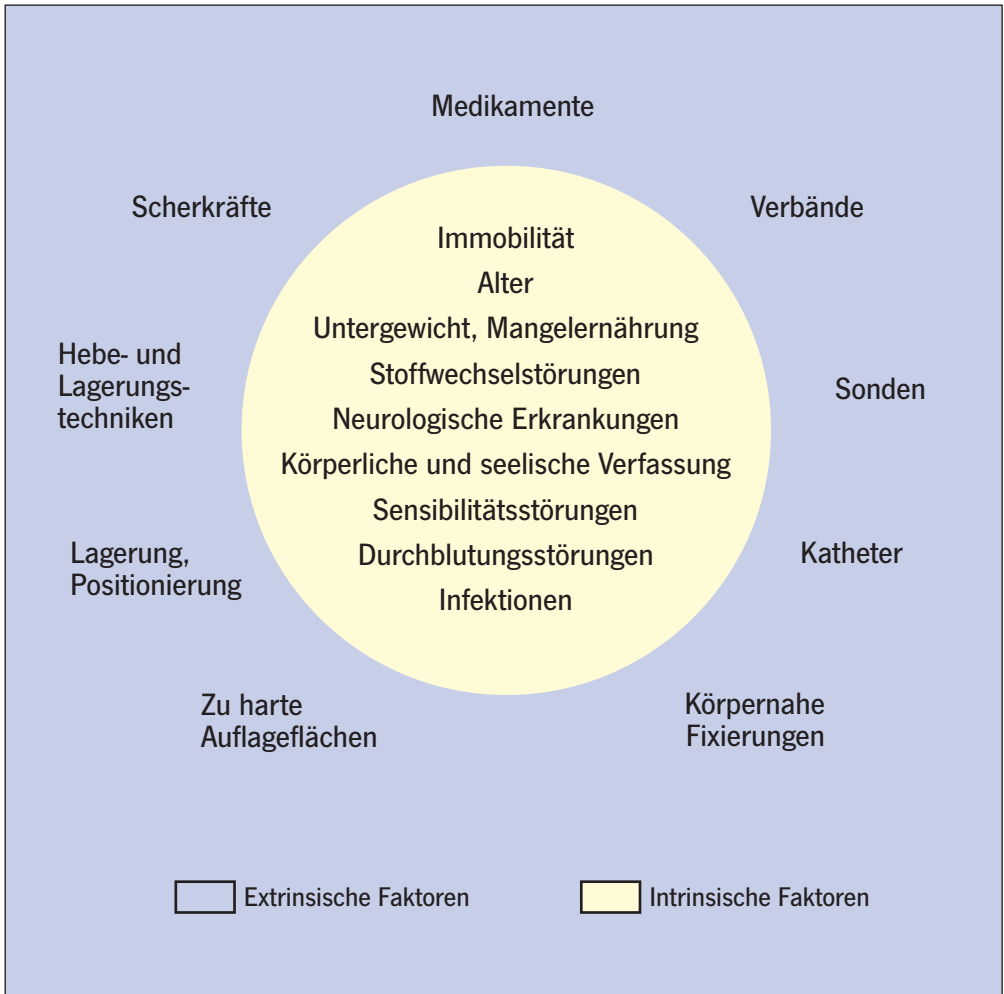 Medikamente
Scherkräfte
Verbände
Immobilität
Alter
Untergewicht, Mangelernährung
Stoffwechselstörungen
Neurologische Erkrankungen
Körperliche und seelische Verfassung
Sensibilitätsstörungen
Durchblutungsstörungen
Infektionen
Hebe- und
Lagerungs-
techniken
Sonden
Lagerung,
Positionierung
Katheter
Zu harte
Auflageflächen
Körpernahe
Fixierungen
Extrinsische Faktoren
Intrinsische Faktoren